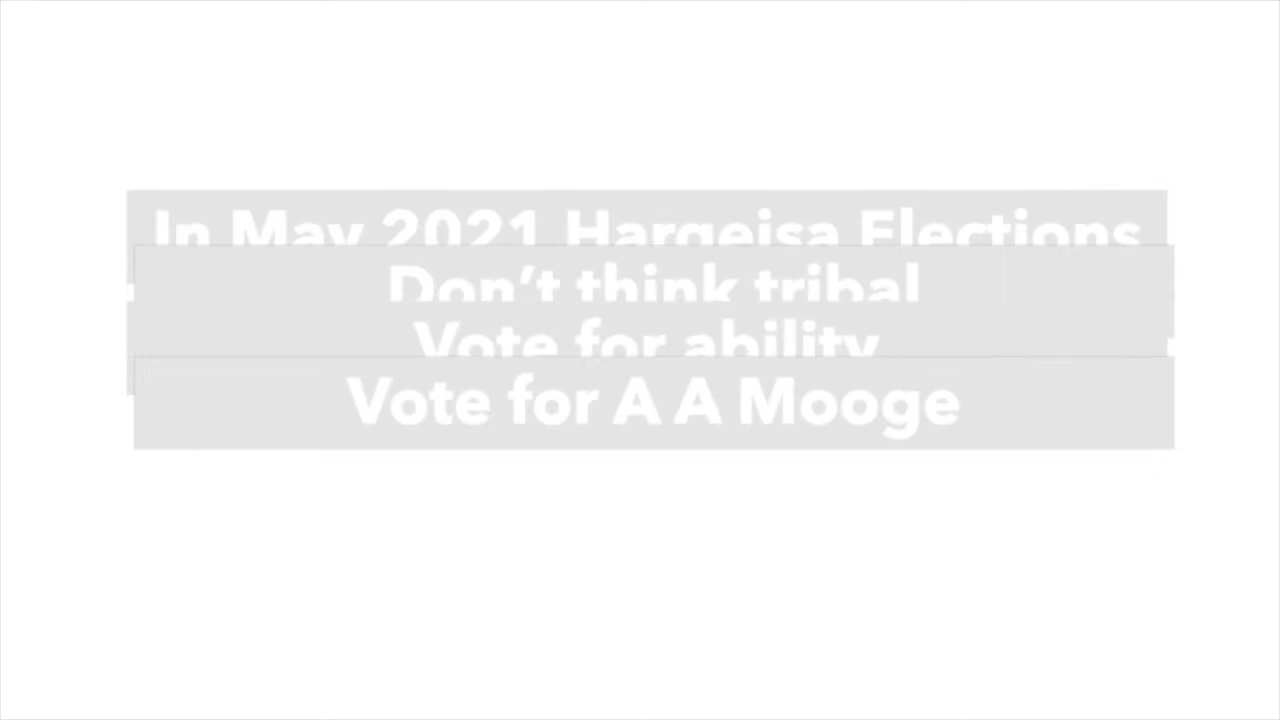 In May 2021 Hargeisa Elections
Don’t think tribal
Vote for ability
Vote for A A Mooge